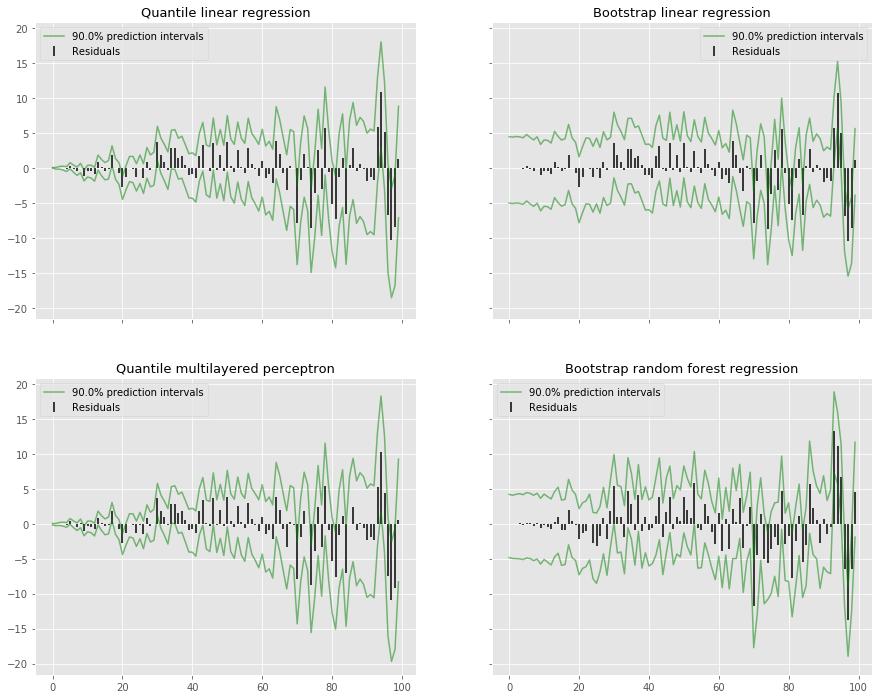 Quantile linear regression
Bootstrap linear regression
20
15
10
5
0
−5
−10
−15
−20
90.0% prediction intervals
Residuals
90.0% prediction intervals
Residuals
Quantile multilayered perceptron
Bootstrap random forest regression
20
15
10
5
0
−5
−10
−15
−20
90.0% prediction intervals
Residuals
90.0% prediction intervals
Residuals
0 20 40 60 80 100
0 20 40 60 80 100